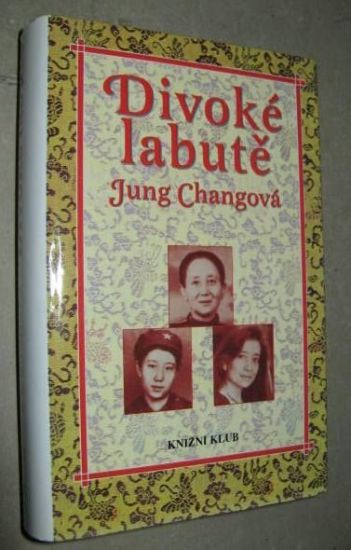 Divoké
labutě
Jung Changová
KNIŽNÍ KLUB